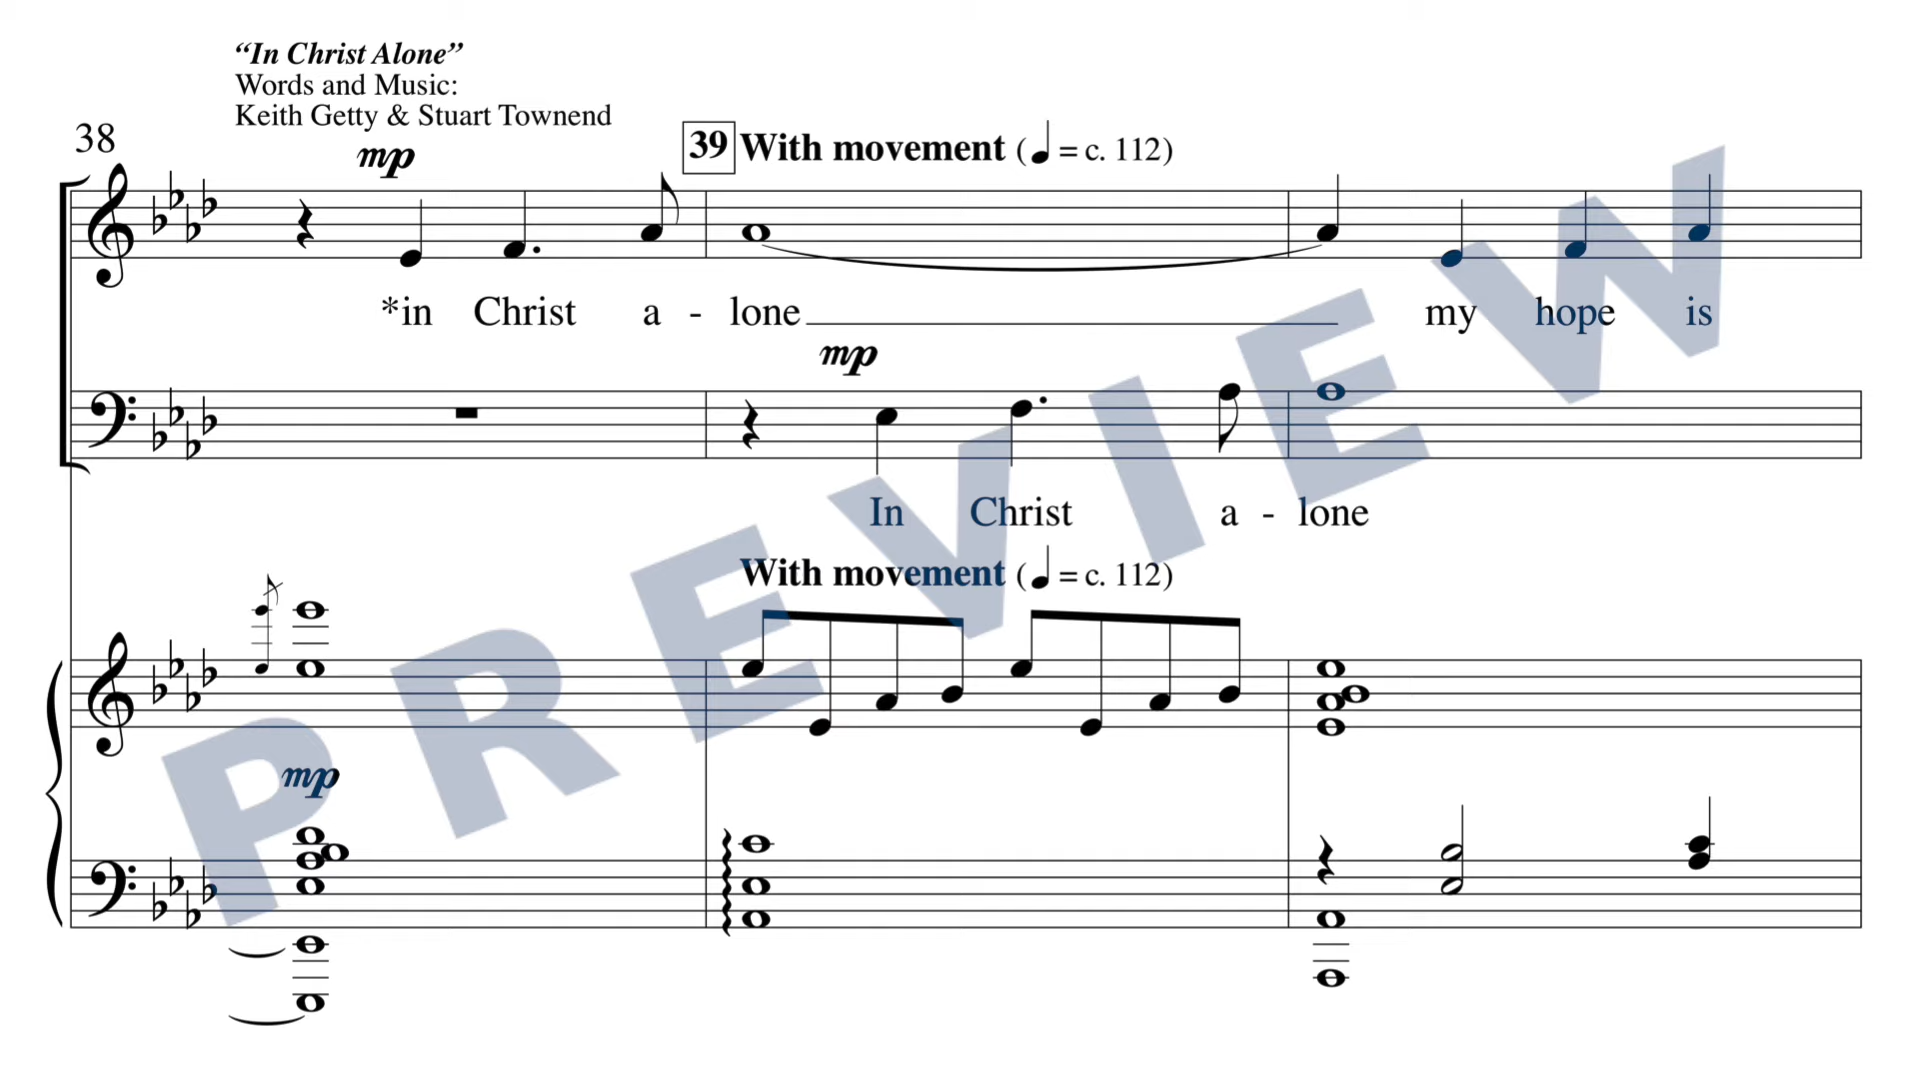 “In Christ Alone”
Words and Music:
Keith Getty & Stuart Townend
38
mp
39 With movement (♩ = c. 112)
*in Christ a - lone my hope is
mp
In Christ a - lone
With movement (♩ = c. 112)
mp
PREVIEW